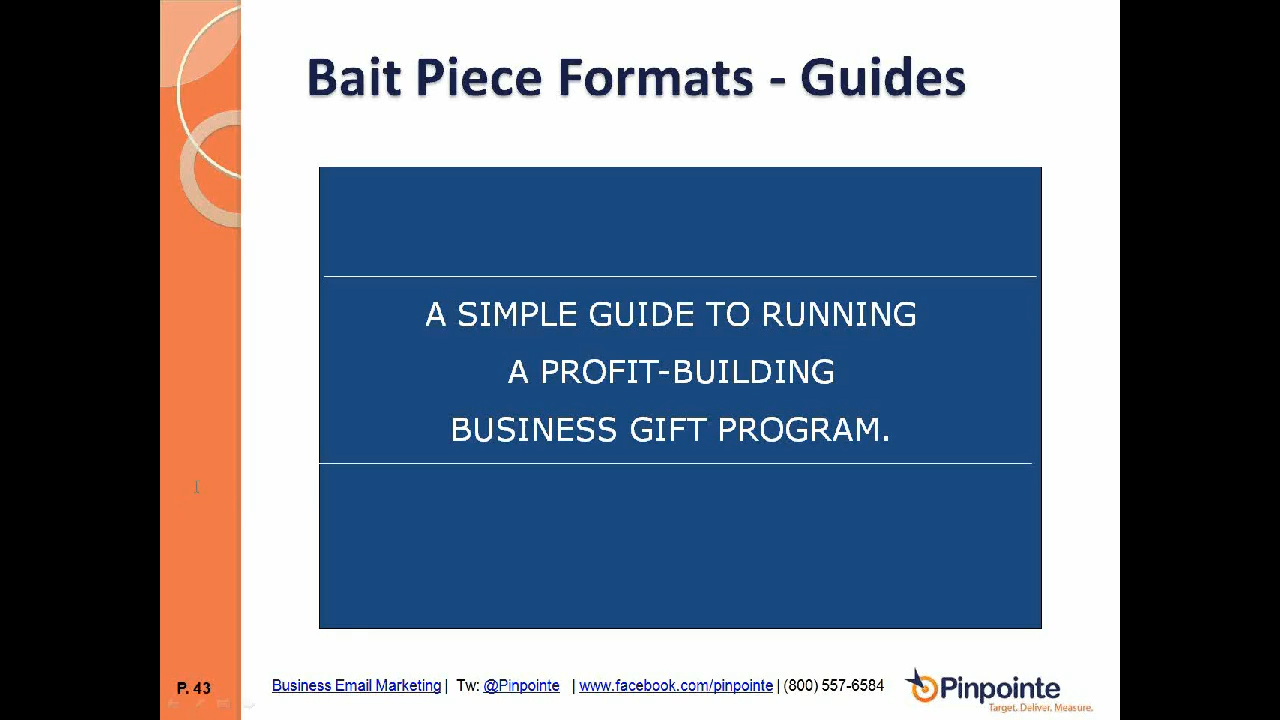 Bait Piece Formats - Guides
A SIMPLE GUIDE TO RUNNING
A PROFIT-BUILDING
BUSINESS GIFT PROGRAM.
P. 43
Business Email Marketing | Tw: @Pinpointe | www.facebook.com/pinpointe | (800) 557-6584
Pinpointe
Target. Deliver. Measure.